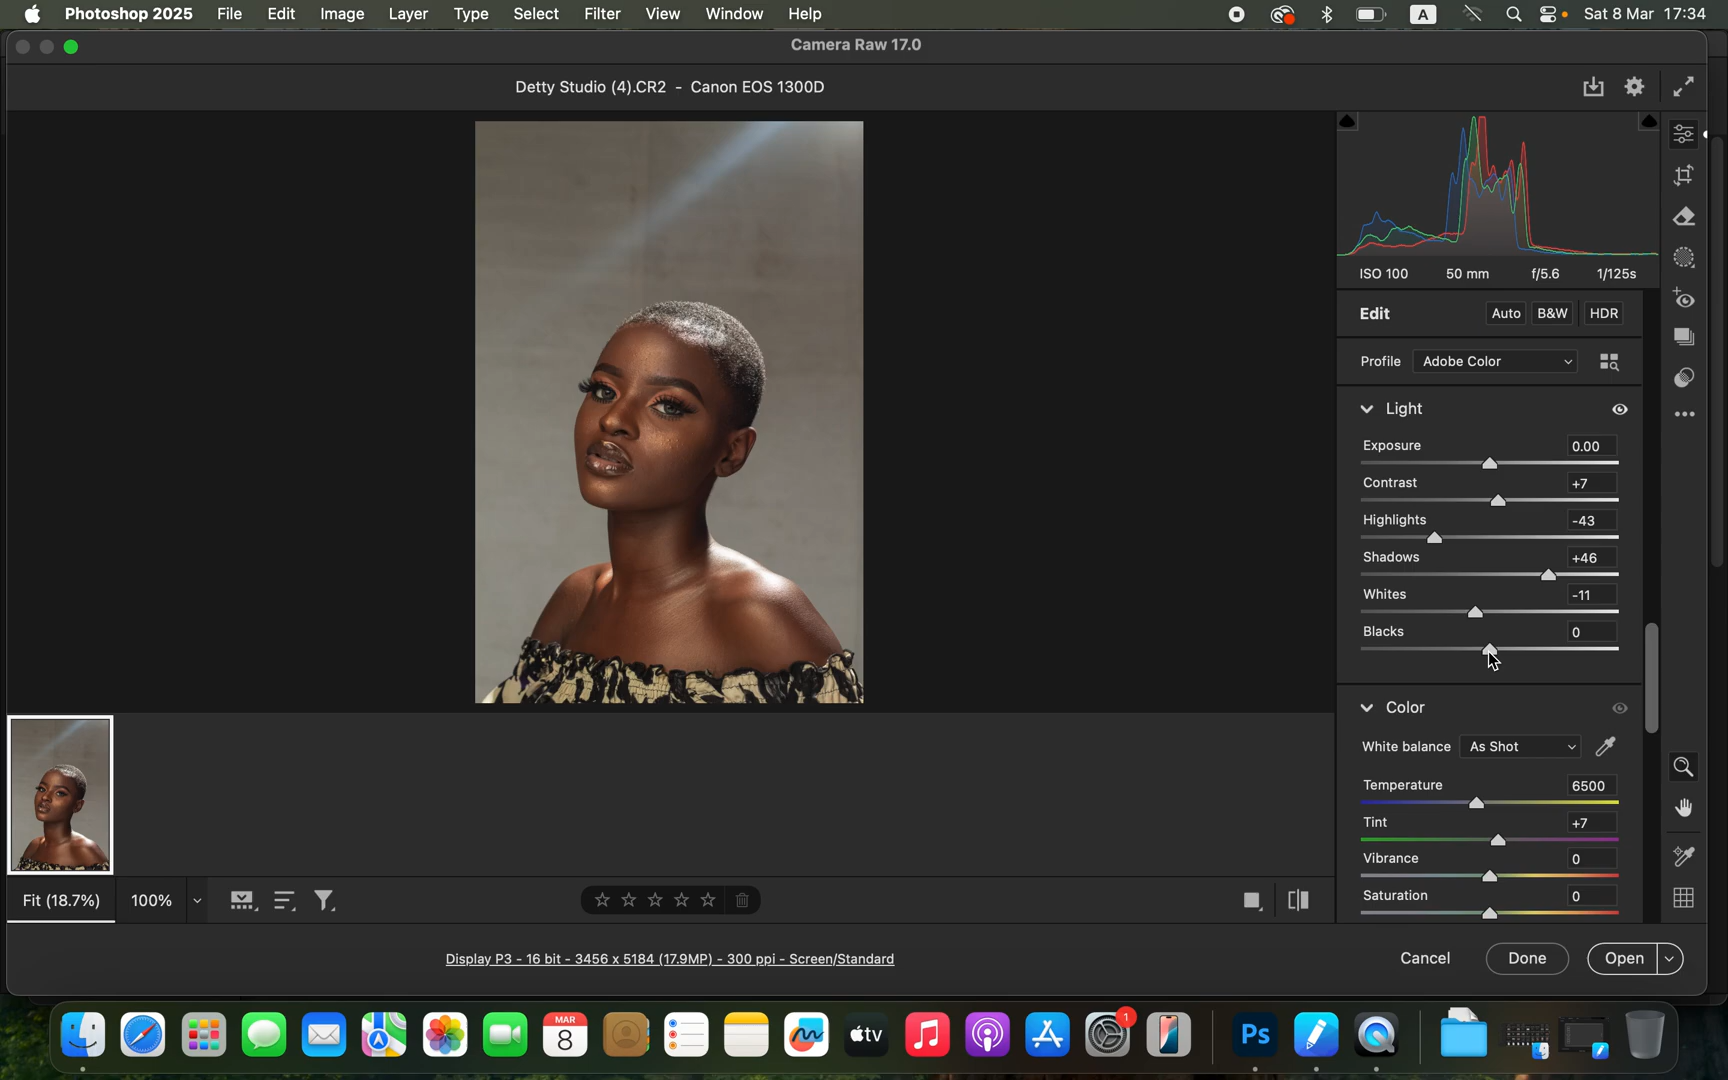 Photoshop 2025 File Edit Image Layer Type Select Filter View Window Help A Sat 8 Mar 17:34
Camera Raw 17.0
Detty Studio (4).CR2 - Canon EOS 1300D
ISO 100 50 mm f/5.6 1/125s
Edit Auto B&W HDR
Profile Adobe Color
Light
Exposure 0.00
Contrast +7
Highlights -43
Shadows +46
Whites -11
Blacks 0
Color
White balance As Shot
Temperature 6500
Tint +7
Vibrance 0
Saturation 0
Fit (18.7%) 100%
Display P3 - 16 bit - 3456 x 5184 (17.9MP) - 300 ppi - Screen/Standard
Cancel Done Open
MAR
8
tv
1
Ps